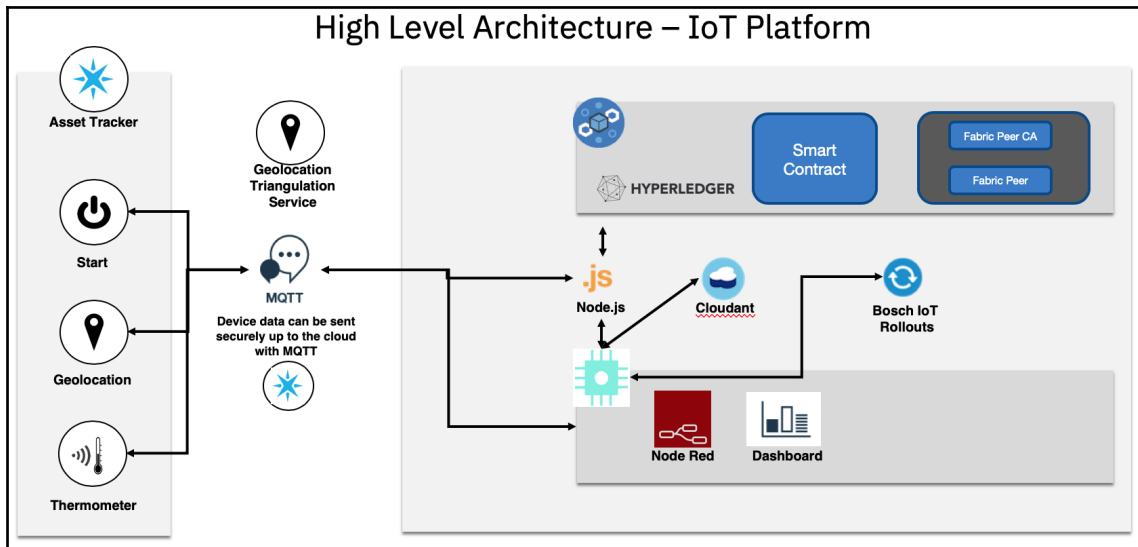 High Level Architecture – IoT Platform
Asset Tracker
Start
Geolocation
Thermometer
Geolocation
Triangulation
Service
MQTT
Device data can be sent
securely up to the cloud
with MQTT
HYPERLEDGER
Smart
Contract
Fabric Peer CA
Fabric Peer
.js
Node.js
Cloudant
Bosch IoT
Rollouts
Node Red
Dashboard